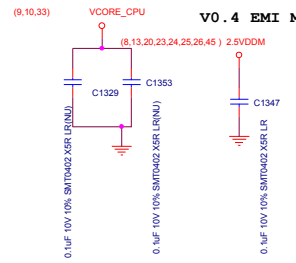 (9,10,33) VCORE_CPU
V0.4 EMI
(8,13,20,23,24,25,26,45 ) 2.5VDDM
C1329
C1353
C1347
0.1uF 10V 10% SMT0402 X5R LR(NU)
0.1uF 10V 10% SMT0402 X5R LR(NU)
0.1uF 10V 10% SMT0402 X5R LR